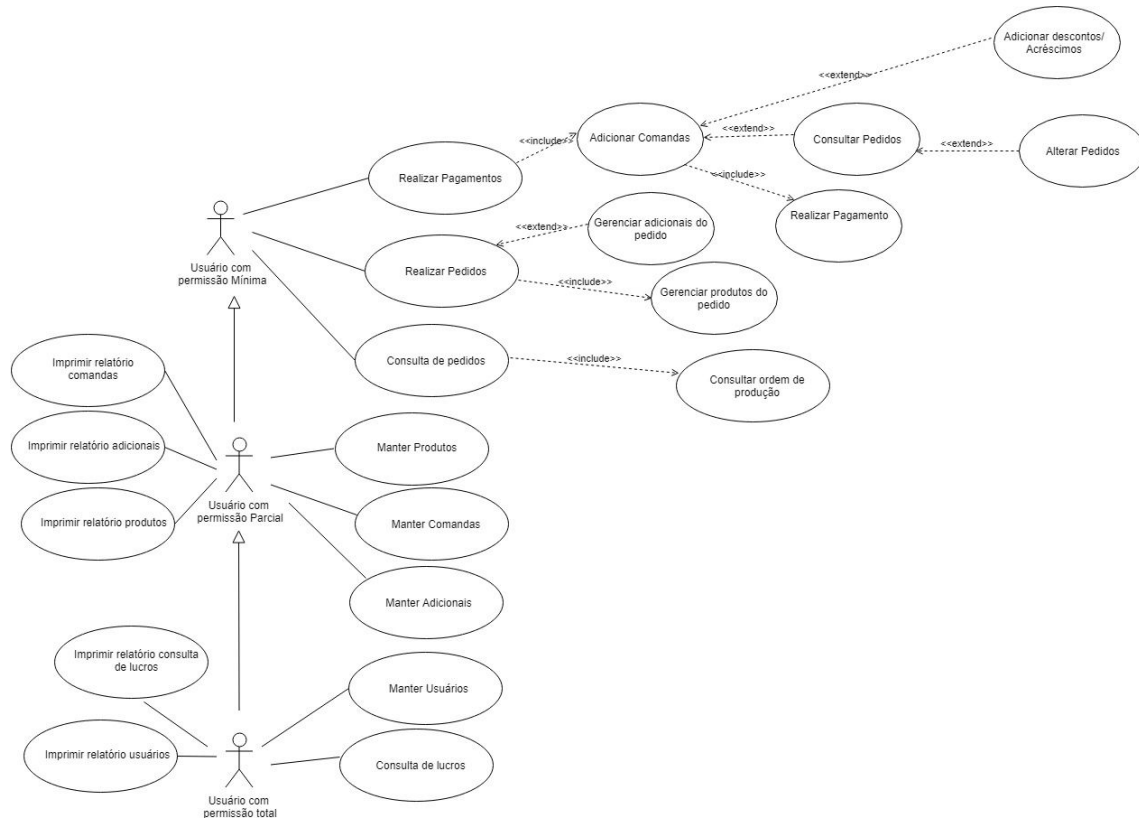 Adicionar descontos/
Acréscimos
<<extend>>
<<include>>
Adicionar Comandas
<<extend>>
Consultar Pedidos
<<extend>>
Alterar Pedidos
Realizar Pagamentos
<<include>>
Realizar Pagamento
<<extend>>
Gerenciar adicionais do
pedido
Usuário com
permissão Mínima
Realizar Pedidos
<<include>>
Gerenciar produtos do
pedido
Imprimir relatório
comandas
Consulta de pedidos
<<include>>
Consultar ordem de
produção
Imprimir relatório adicionais
Manter Produtos
Imprimir relatório produtos
Usuário com
permissão Parcial
Manter Comandas
Manter Adicionais
Imprimir relatório consulta
de lucros
Manter Usuários
Imprimir relatório usuários
Consulta de lucros
Usuário com
permissão total